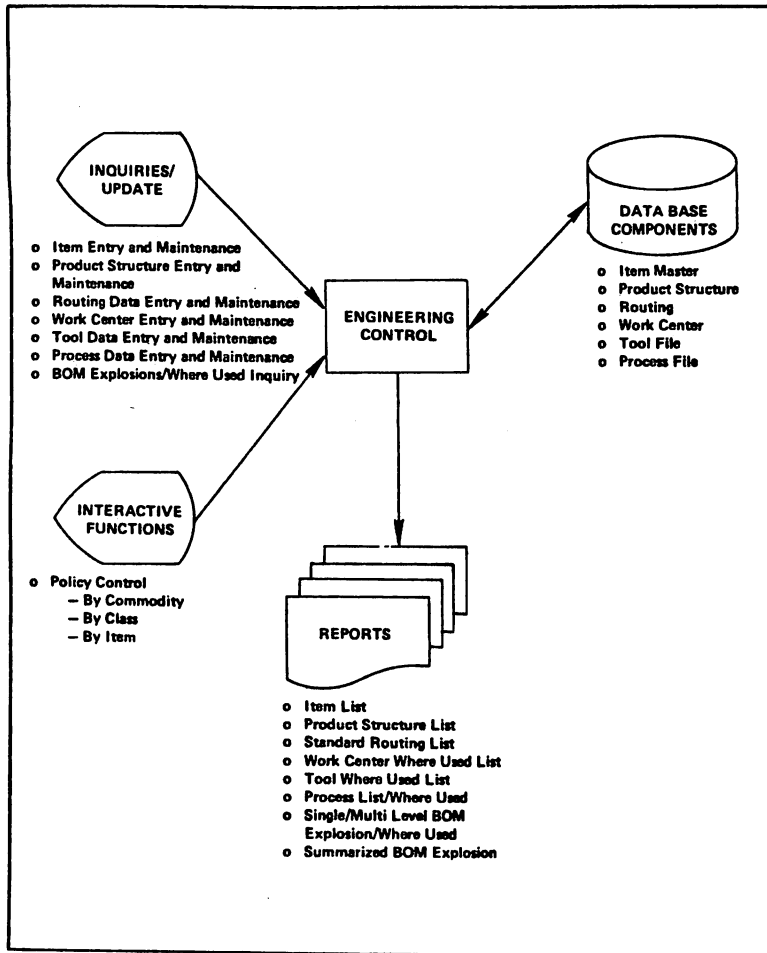 INQUIRIES/
UPDATE
o Item Entry and Maintenance
o Product Structure Entry and
Maintenance
o Routing Data Entry and Maintenance
o Work Center Entry and Maintenance
o Tool Data Entry and Maintenance
o Process Data Entry and Maintenance
o BOM Explosions/Where Used Inquiry
INTERACTIVE
FUNCTIONS
o Policy Control
— By Commodity
— By Class
— By Item
ENGINEERING
CONTROL
DATA BASE
COMPONENTS
o Item Master
o Product Structure
o Routing
o Work Center
o Tool File
o Process File
REPORTS
o Item List
o Product Structure List
o Standard Routing List
o Work Center Where Used List
o Tool Where Used List
o Process List/Where Used
o Single/Multi Level BOM
Explosion/Where Used
o Summarized BOM Explosion